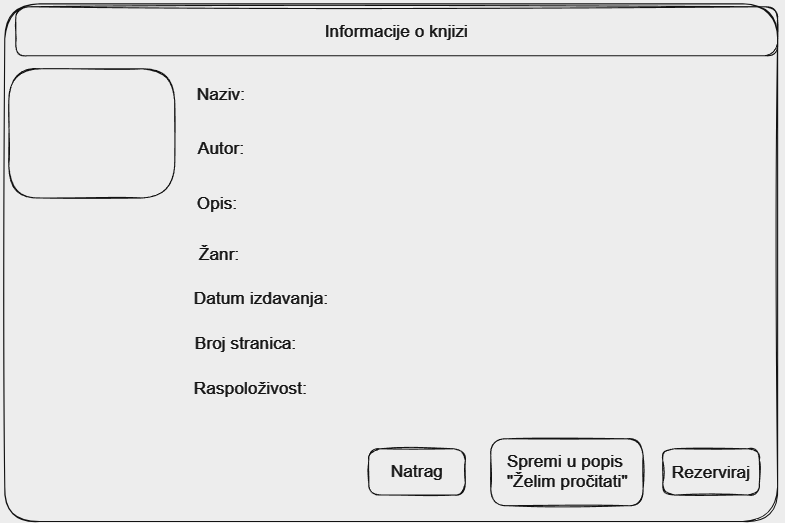 Informacije o knjizi
Naziv:
Autor:
Opis:
Žanr:
Datum izdavanja:
Broj stranica:
Raspoloživost:
Natrag
Spremi u popis
"Želim pročitati"
Rezerviraj